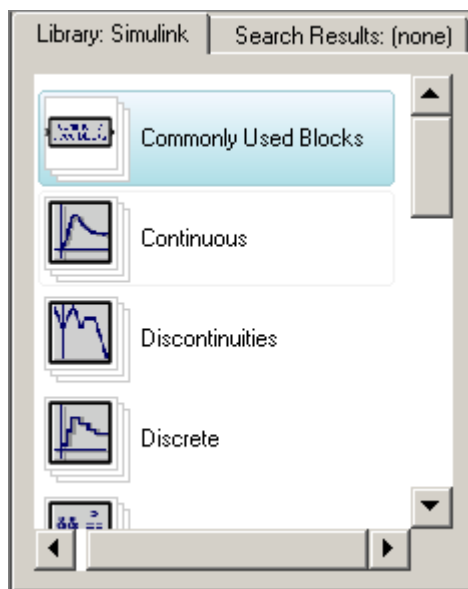 Library: Simulink
Search Results: (none)
Commonly Used Blocks
Continuous
Discontinuities
Discrete